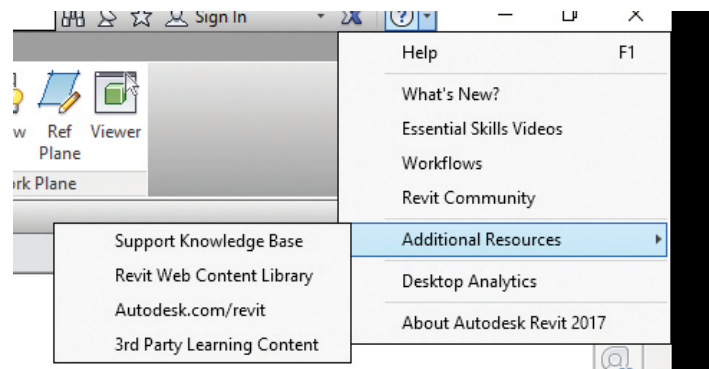 Sign In
Help F1
What's New?
Essential Skills Videos
Workflows
Revit Community
Additional Resources
Desktop Analytics
About Autodesk Revit 2017
w Ref Viewer
Plane
rk Plane
Support Knowledge Base
Revit Web Content Library
Autodesk.com/revit
3rd Party Learning Content